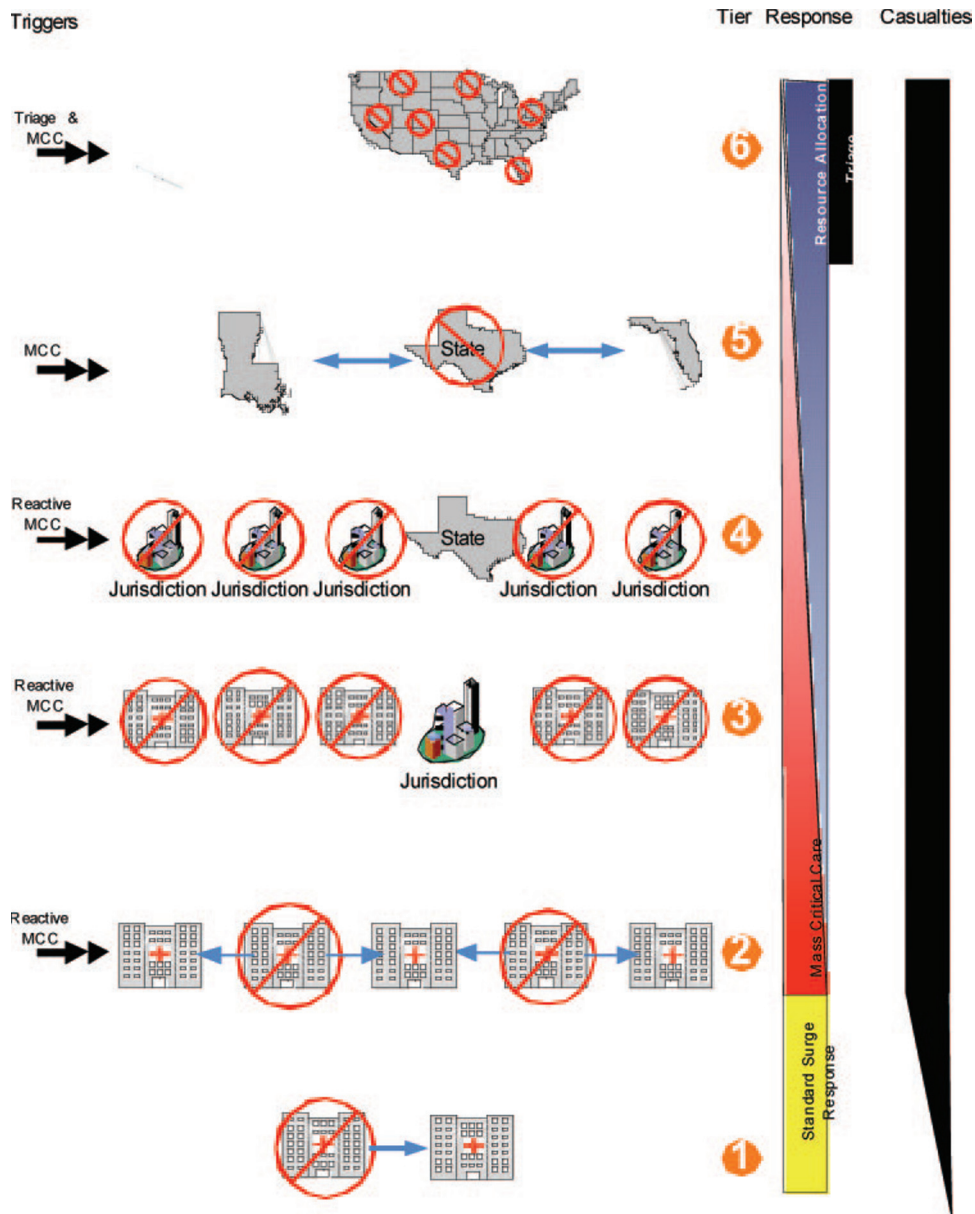 Triggers
Tier Response Casualties
Triage &
MCC
6
Resource Allocation
Triage
MCC
State
5
Reactive
MCC
State
4
Jurisdiction Jurisdiction Jurisdiction Jurisdiction Jurisdiction
Reactive
MCC
3
Jurisdiction
Mass Critical Care
Reactive
MCC
2
Standard Surge
Response
1